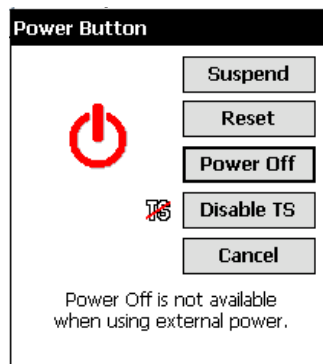 Power Button
Suspend
Reset
Power Off
TS
Disable TS
Cancel
Power Off is not available
when using external power.